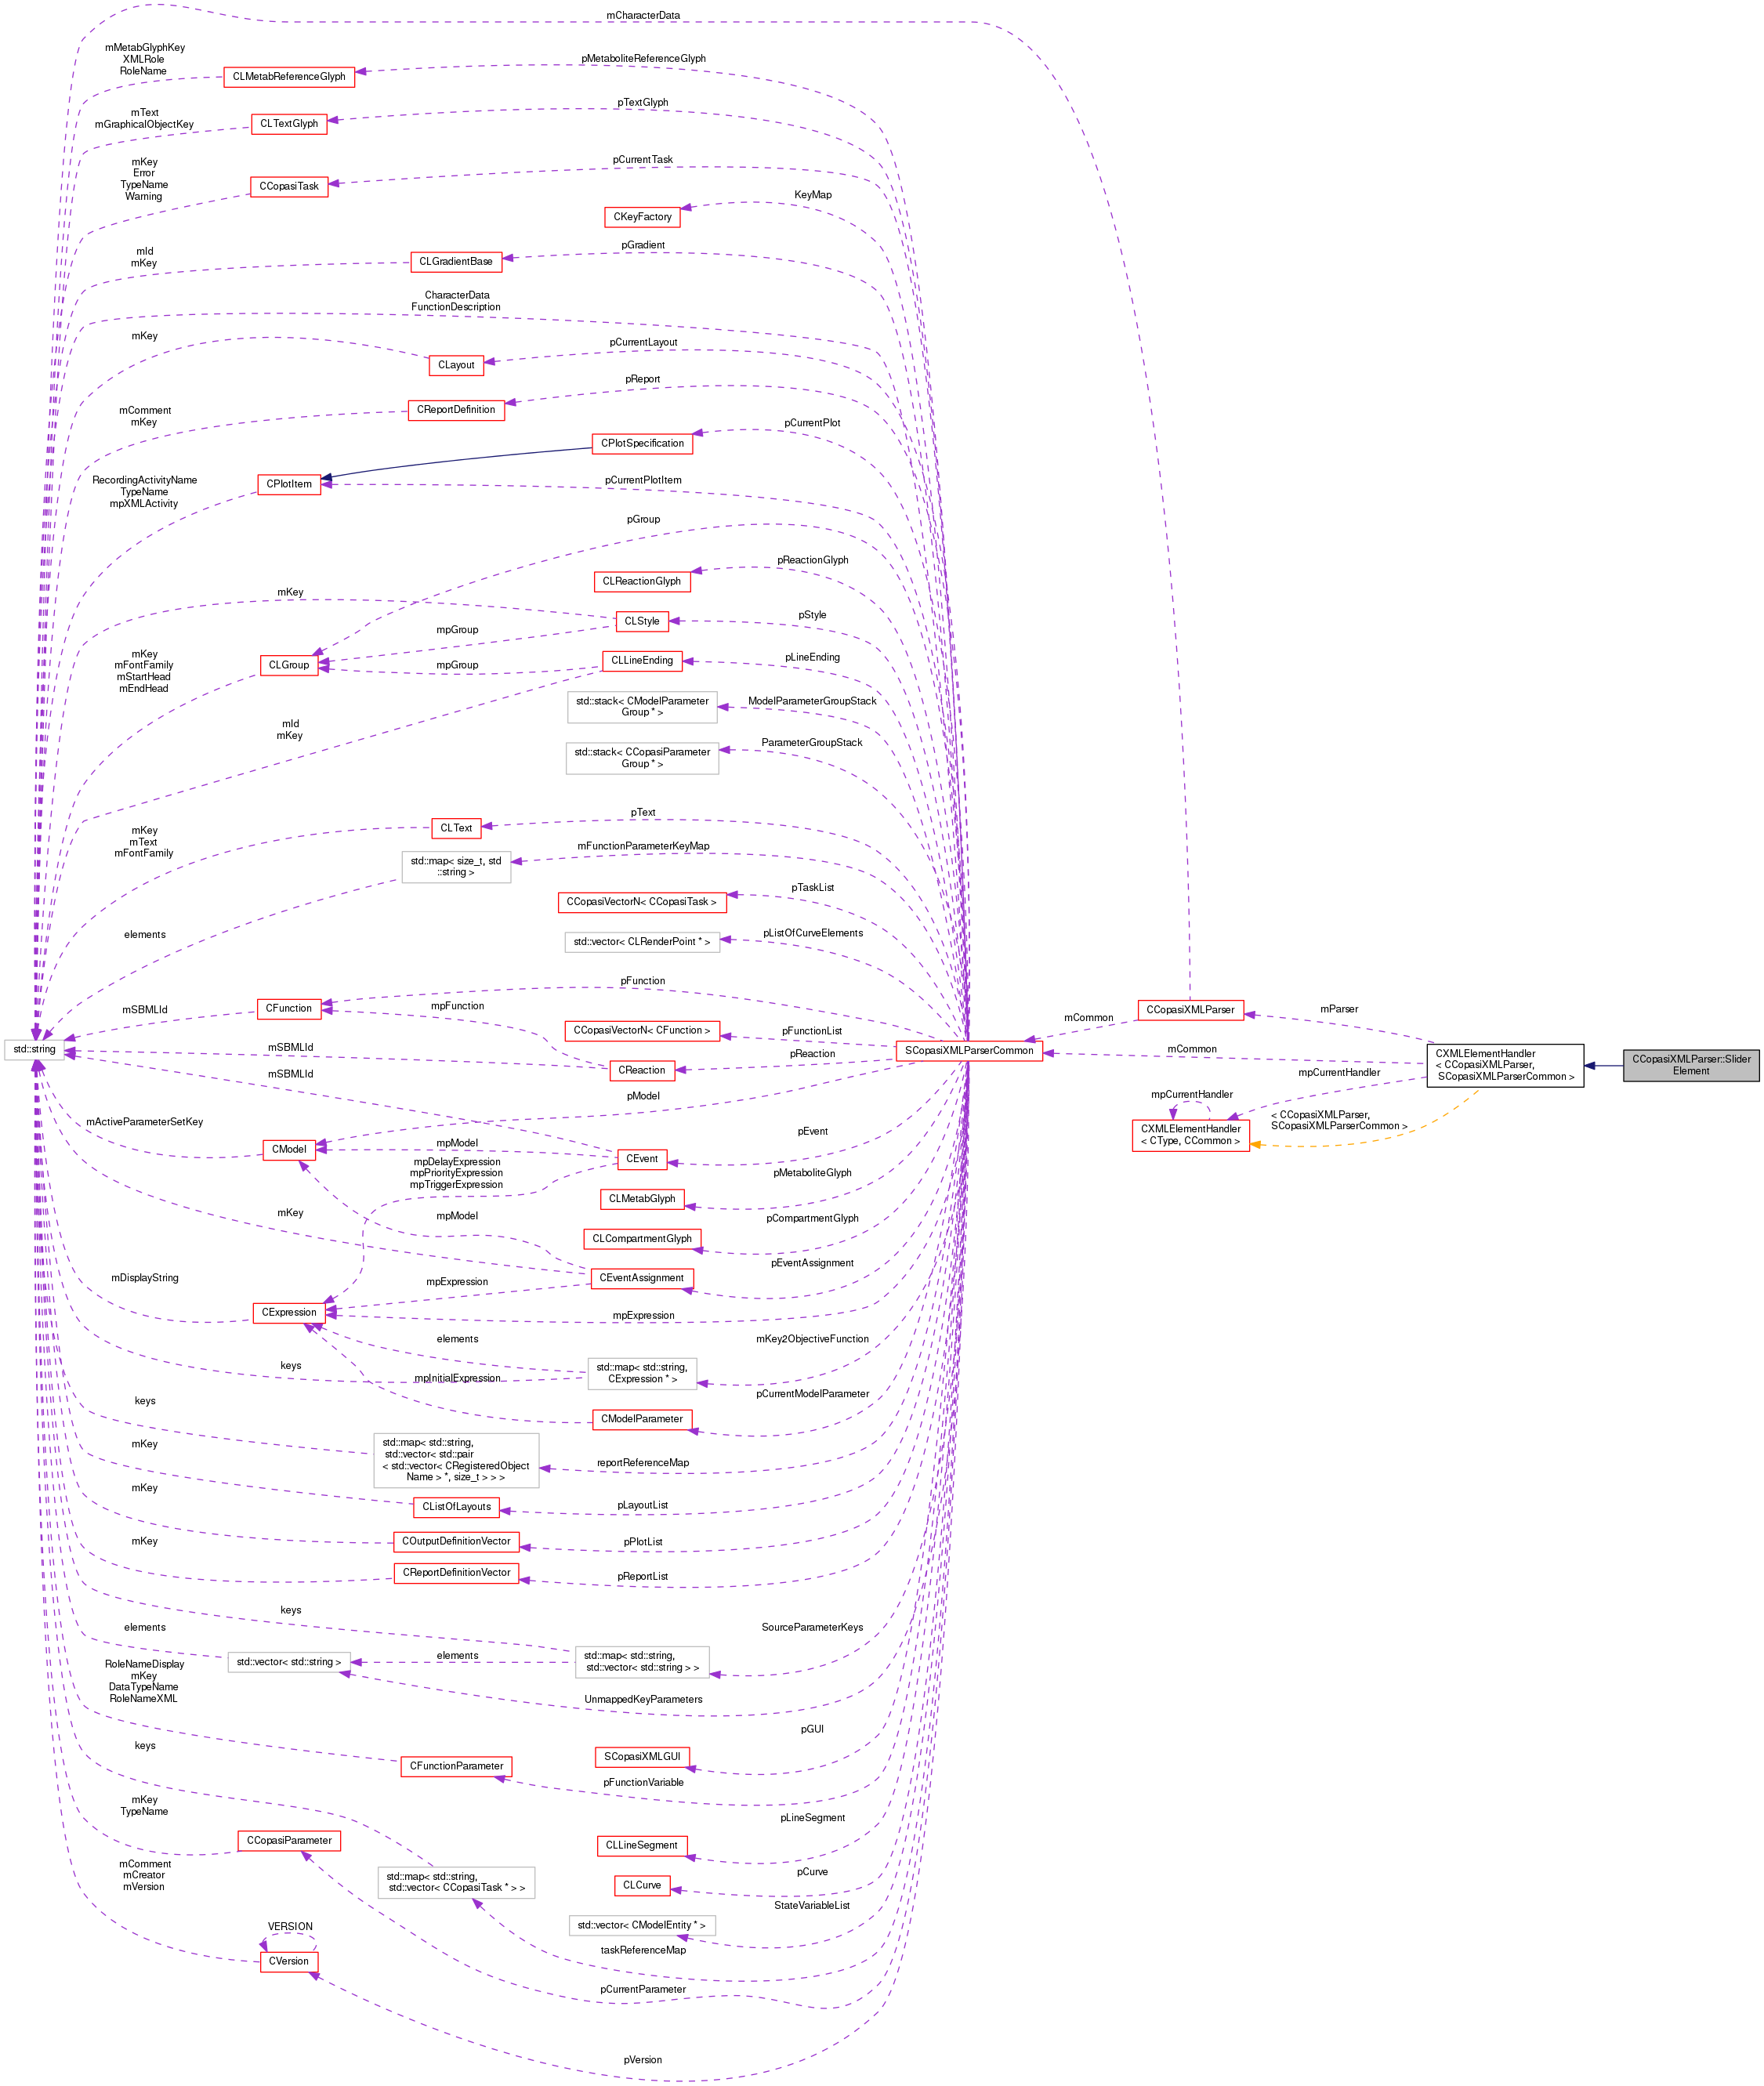 mCharacterData
mMetabGlyphKey
XMLRole
RoleName
CLMetabReferenceGlyph
pMetaboliteReferenceGlyph
mText
mGraphicalObjectKey
CLTextGlyph
pTextGlyph
mKey
Error
TypeName
Warning
CCopasiTask
pCurrentTask
KeyMap
CKeyFactory
mId
mKey
CLGradientBase
pGradient
CharacterData
FunctionDescription
mKey
CLayout
pCurrentLayout
pReport
CReportDefinition
mComment
mKey
pCurrentPlot
CPlotSpecification
RecordingActivityName
TypeName
mpXMLActivity
CPlotItem
pCurrentPlotItem
pGroup
pReactionGlyph
CLReactionGlyph
mKey
CLStyle
pStyle
mpGroup
mKey
mFontFamily
mStartHead
mEndHead
CLGroup
mpGroup
CLLineEnding
pLineEnding
mId
mKey
std::stack< CModelParameter
Group * >
ModelParameterGroupStack
std::stack< CCopasiParameter
Group * >
ParameterGroupStack
mKey
mText
mFontFamily
CLText
pText
std::map< size_t, std
::string >
mFunctionParameterKeyMap
elements
CCopasiVectorN< CCopasiTask >
pTaskList
std::vector< CLRenderPoint * >
pListOfCurveElements
mSBMLId
CFunction
mpFunction
pFunction
CCopasiVectorN< CFunction >
pFunctionList
std::string
mSBMLId
CReaction
pReaction
SCopasiXMLParserCommon
mCommon
CCopasiXMLParser
mParser
mCommon
CXMLElementHandler
< CCopasiXMLParser,
SCopasiXMLParserCommon >
CCopasiXMLParser::Slider
Element
mpCurrentHandler
mpCurrentHandler
< CCopasiXMLParser,
SCopasiXMLParserCommon >
CXMLElementHandler
< CType, CCommon >
mSBMLId
pModel
mActiveParameterSetKey
CModel
mpModel
CEvent
pEvent
mpDelayExpression
mpPriorityExpression
mpTriggerExpression
CLMetabGlyph
pMetaboliteGlyph
mKey
mpModel
CLCompartmentGlyph
pCompartmentGlyph
CEventAssignment
pEventAssignment
mDisplayString
CExpression
mpExpression
mpExpression
elements
std::map< std::string,
CExpression * >
mKey2ObjectiveFunction
keys
mpInitialExpression
CModelParameter
pCurrentModelParameter
keys
std::map< std::string,
std::vector< std::pair
< std::vector< CRegisteredObject
Name > *, size_t > > >
reportReferenceMap
mKey
CListOfLayouts
pLayoutList
mKey
COutputDefinitionVector
pPlotList
mKey
CReportDefinitionVector
pReportList
keys
SourceParameterKeys
elements
std::vector< std::string >
elements
std::map< std::string,
std::vector< std::string > >
RoleNameDisplay
mKey
DataTypeName
RoleNameXML
UnmappedKeyParameters
pGUI
SCopasiXMLGUI
keys
CFunctionParameter
pFunctionVariable
mKey
TypeName
CCopasiParameter
pLineSegment
CLLineSegment
mComment
mCreator
mVersion
std::map< std::string,
std::vector< CCopasiTask * > >
CLCurve
pCurve
StateVariableList
std::vector< CModelEntity * >
VERSION
CVersion
taskReferenceMap
pCurrentParameter
pVersion